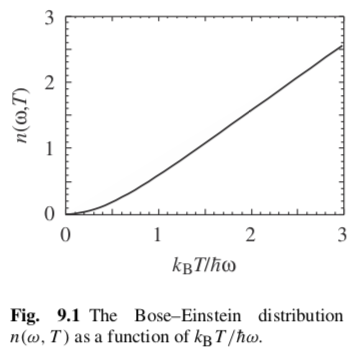 3
2
1
0
n(ω,T)
0 1 2 3
k_BT/ħω
Fig. 9.1 The Bose–Einstein distribution
n(ω, T) as a function of k_BT/ħω.